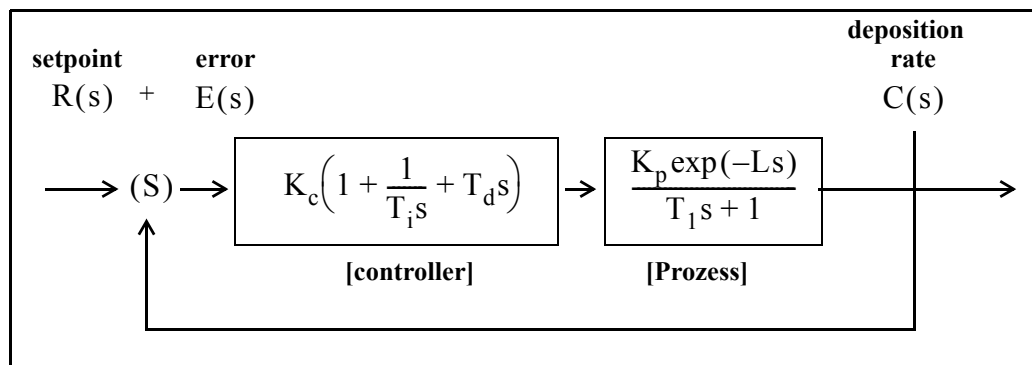 deposition
rate
setpoint error
R(s) + E(s) C(s)
(S) K_c(1 + 1/(T_i s) + T_d s) K_p exp(–Ls)/(T_1 s + 1)
[controller] [Prozess]